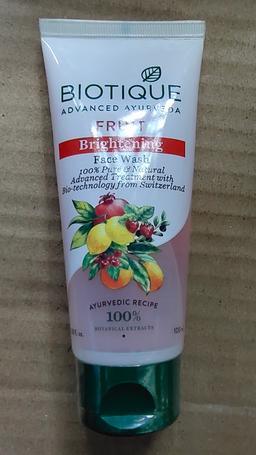 BIOTIQUE
ADVANCED AYURVEDA
FRUIT
Brightening
Face Wash
100% Pure & Natural
Advanced Treatment with
Bio-technology from Switzerland
AYURVEDIC RECIPE
100%
BOTANICAL EXTRACTS